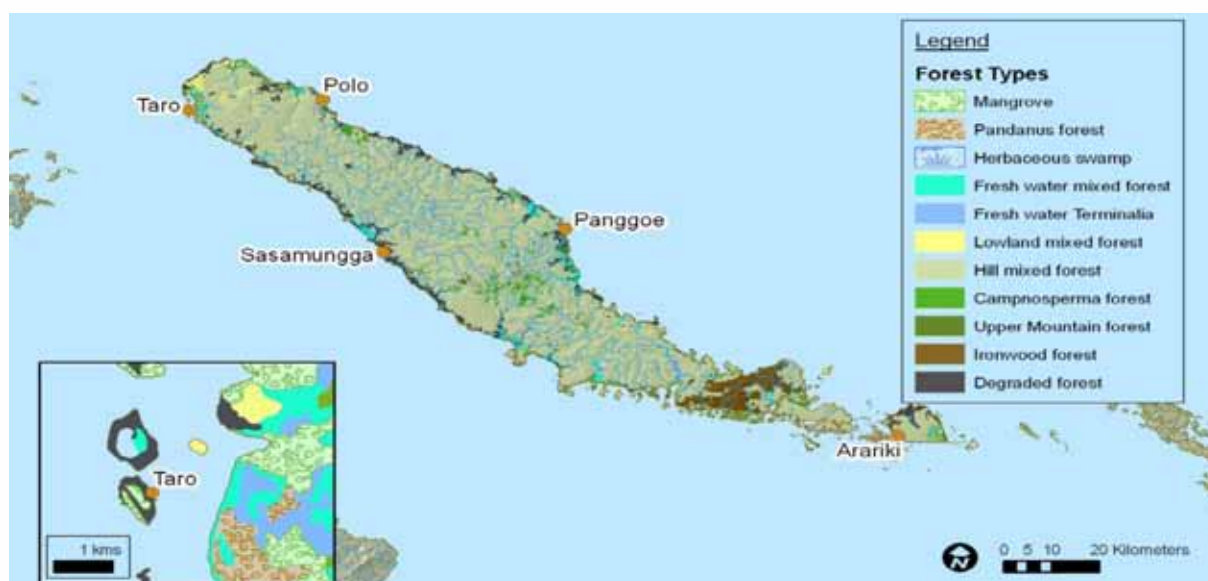 Polo
Taro
Panggoe
Sasamungga
Arariki
Legend
Forest Types
Mangrove
Pandanus forest
Herbaceous swamp
Fresh water mixed forest
Fresh water Terminalia
Lowland mixed forest
Hill mixed forest
Campnosperma forest
Upper Mountain forest
Ironwood forest
Degraded forest
Taro
1 kms
N
0 5 10 20 Kilometers